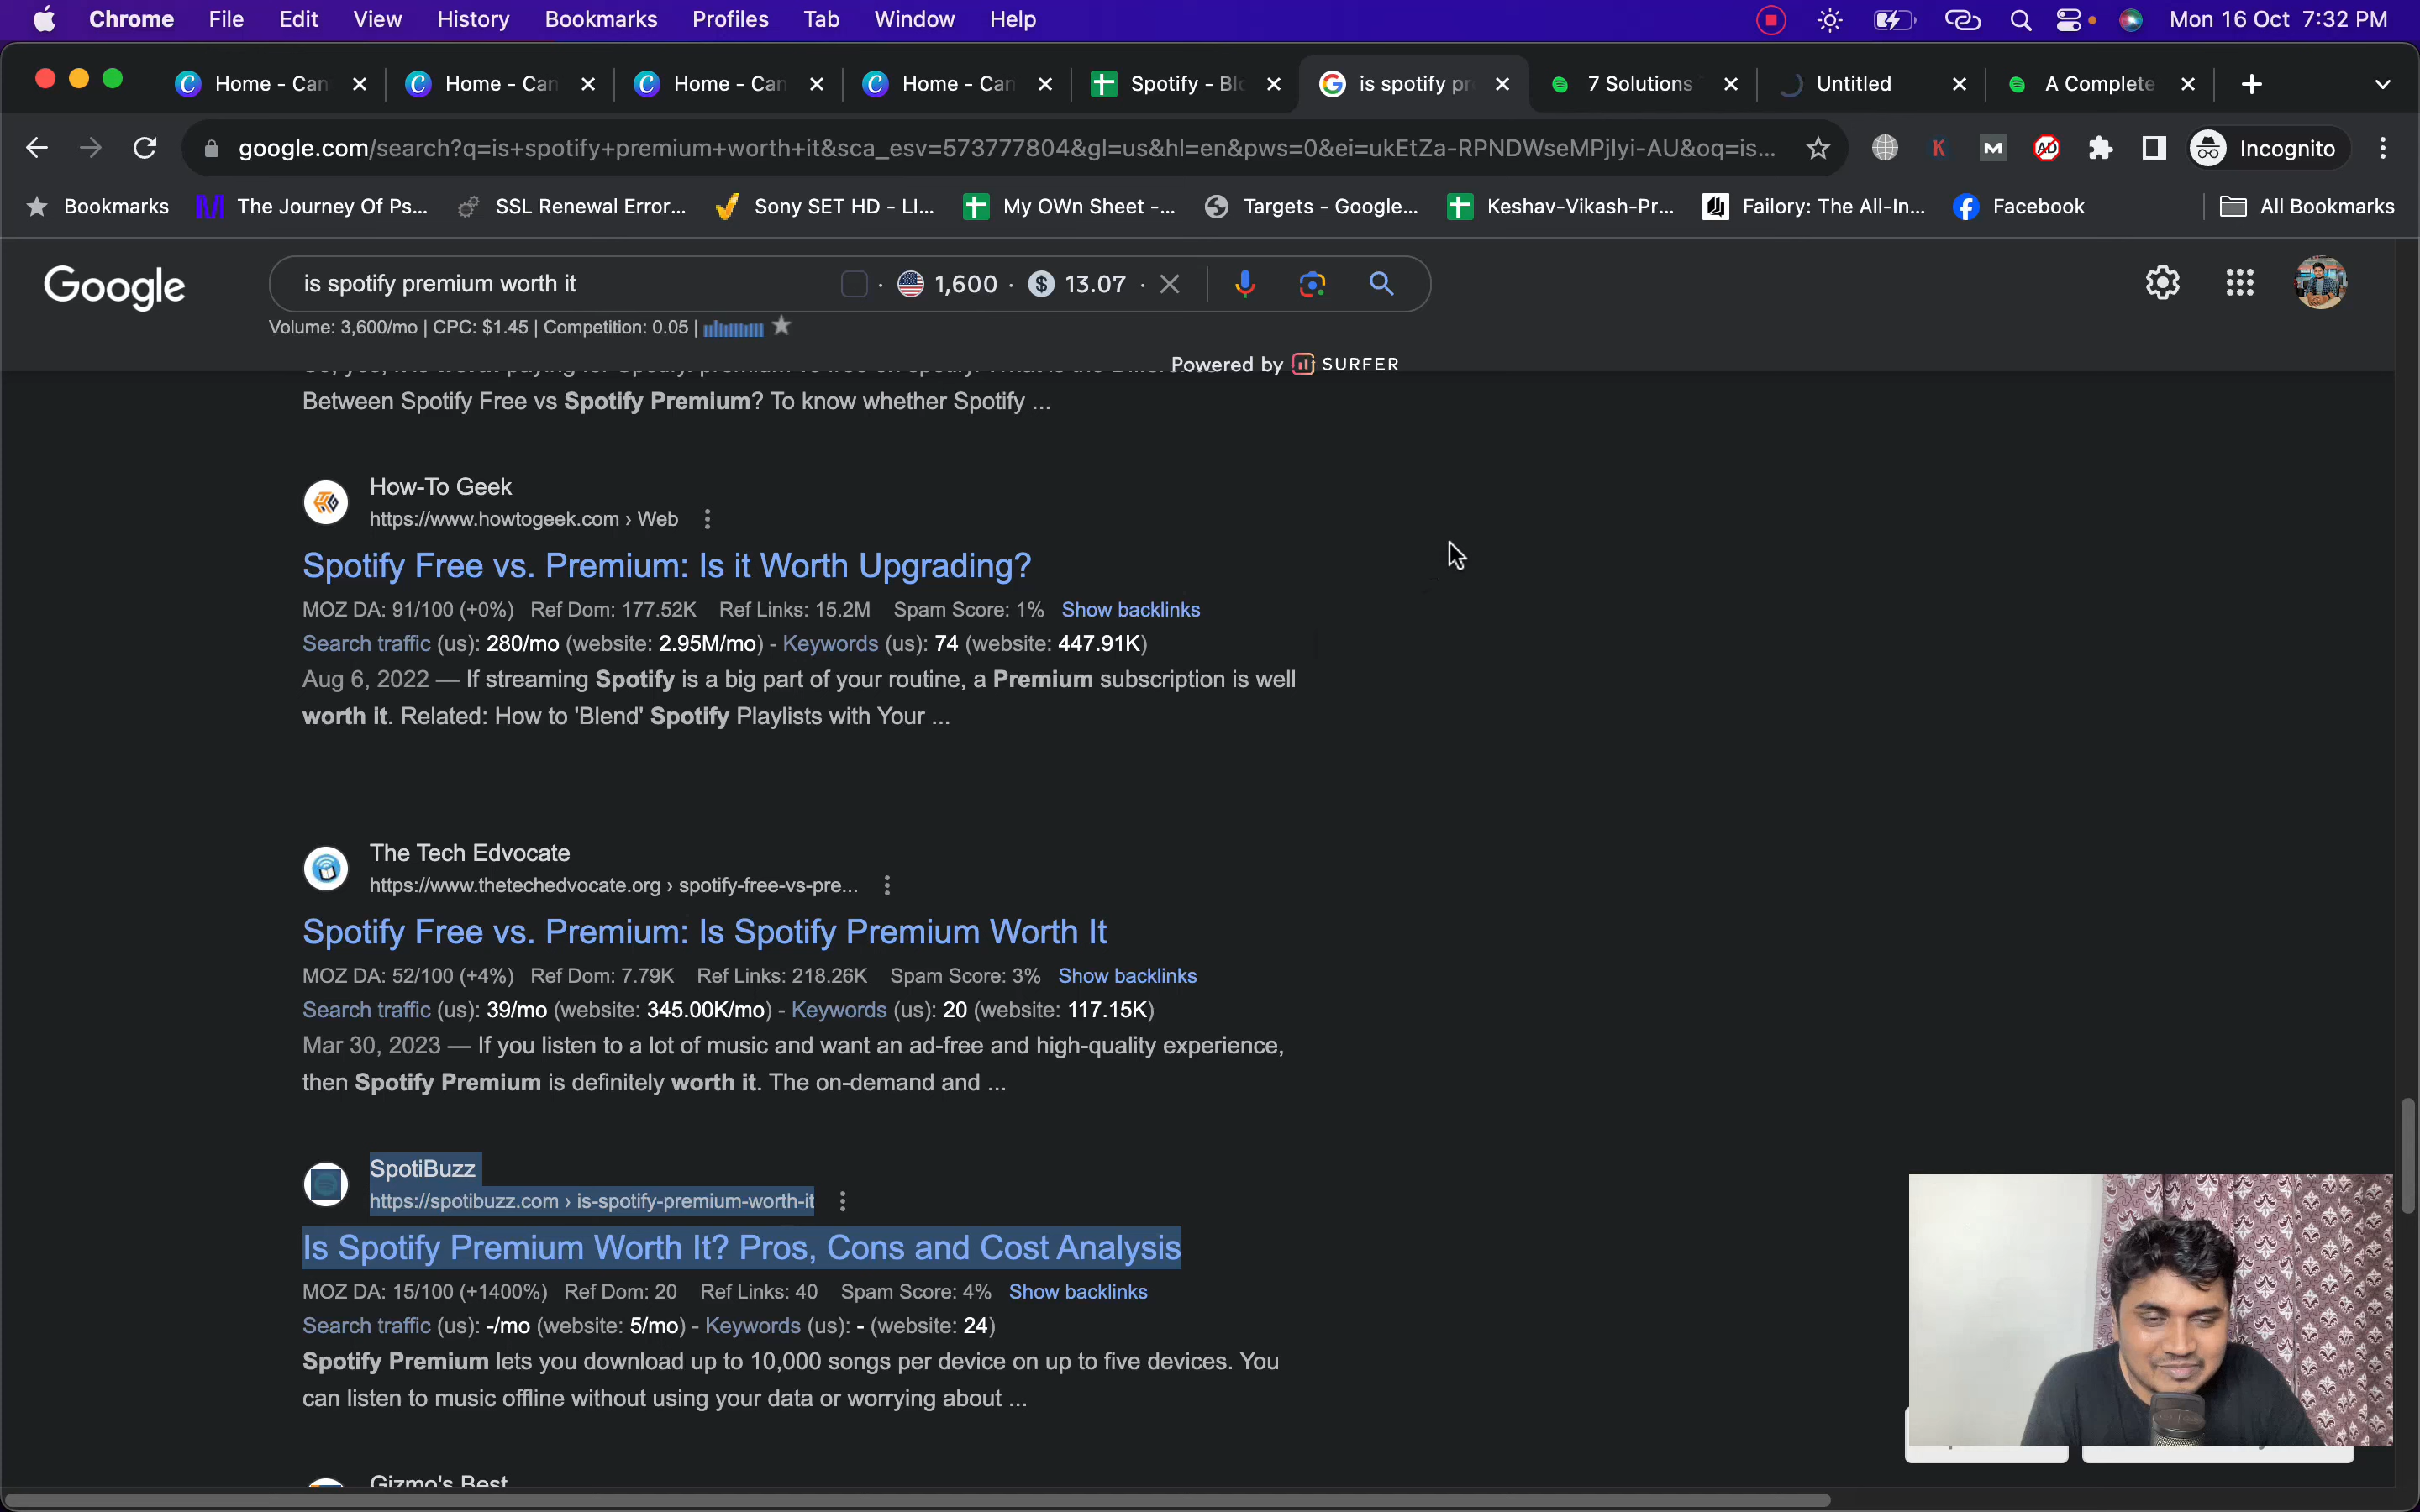 Chrome File Edit View History Bookmarks Profiles Tab Window Help Mon 16 Oct 7:32 PM
Home - Can Home - Can Home - Can Home - Can Spotify - Blo is spotify pr 7 Solutions Untitled A Complete
google.com/search?q=is+spotify+premium+worth+it&sca_esv=573777804&gl=us&hl=en&pws=0&ei=ukEtZa-RPNDWseMPjIyi-AU&oq=is... Incognito
Bookmarks The Journey Of Ps... SSL Renewal Error... Sony SET HD - LI... My OWn Sheet -... Targets - Google... Keshav-Vikash-Pr... Failory: The All-In... Facebook All Bookmarks
Google is spotify premium worth it · 1,600 · $ 13.07 ·
Volume: 3,600/mo | CPC: $1.45 | Competition: 0.05 |
Powered by SURFER
Between Spotify Free vs Spotify Premium? To know whether Spotify ...
How-To Geek
https://www.howtogeek.com › Web
Spotify Free vs. Premium: Is it Worth Upgrading?
MOZ DA: 91/100 (+0%) Ref Dom: 177.52K Ref Links: 15.2M Spam Score: 1% Show backlinks
Search traffic (us): 280/mo (website: 2.95M/mo) - Keywords (us): 74 (website: 447.91K)
Aug 6, 2022 — If streaming Spotify is a big part of your routine, a Premium subscription is well
worth it. Related: How to 'Blend' Spotify Playlists with Your ...
The Tech Edvocate
https://www.thetechedvocate.org › spotify-free-vs-pre...
Spotify Free vs. Premium: Is Spotify Premium Worth It
MOZ DA: 52/100 (+4%) Ref Dom: 7.79K Ref Links: 218.26K Spam Score: 3% Show backlinks
Search traffic (us): 39/mo (website: 345.00K/mo) - Keywords (us): 20 (website: 117.15K)
Mar 30, 2023 — If you listen to a lot of music and want an ad-free and high-quality experience,
then Spotify Premium is definitely worth it. The on-demand and ...
SpotiBuzz
https://spotibuzz.com › is-spotify-premium-worth-it
Is Spotify Premium Worth It? Pros, Cons and Cost Analysis
MOZ DA: 15/100 (+1400%) Ref Dom: 20 Ref Links: 40 Spam Score: 4% Show backlinks
Search traffic (us): -/mo (website: 5/mo) - Keywords (us): - (website: 24)
Spotify Premium lets you download up to 10,000 songs per device on up to five devices. You
can listen to music offline without using your data or worrying about ...
Gizmo's Best